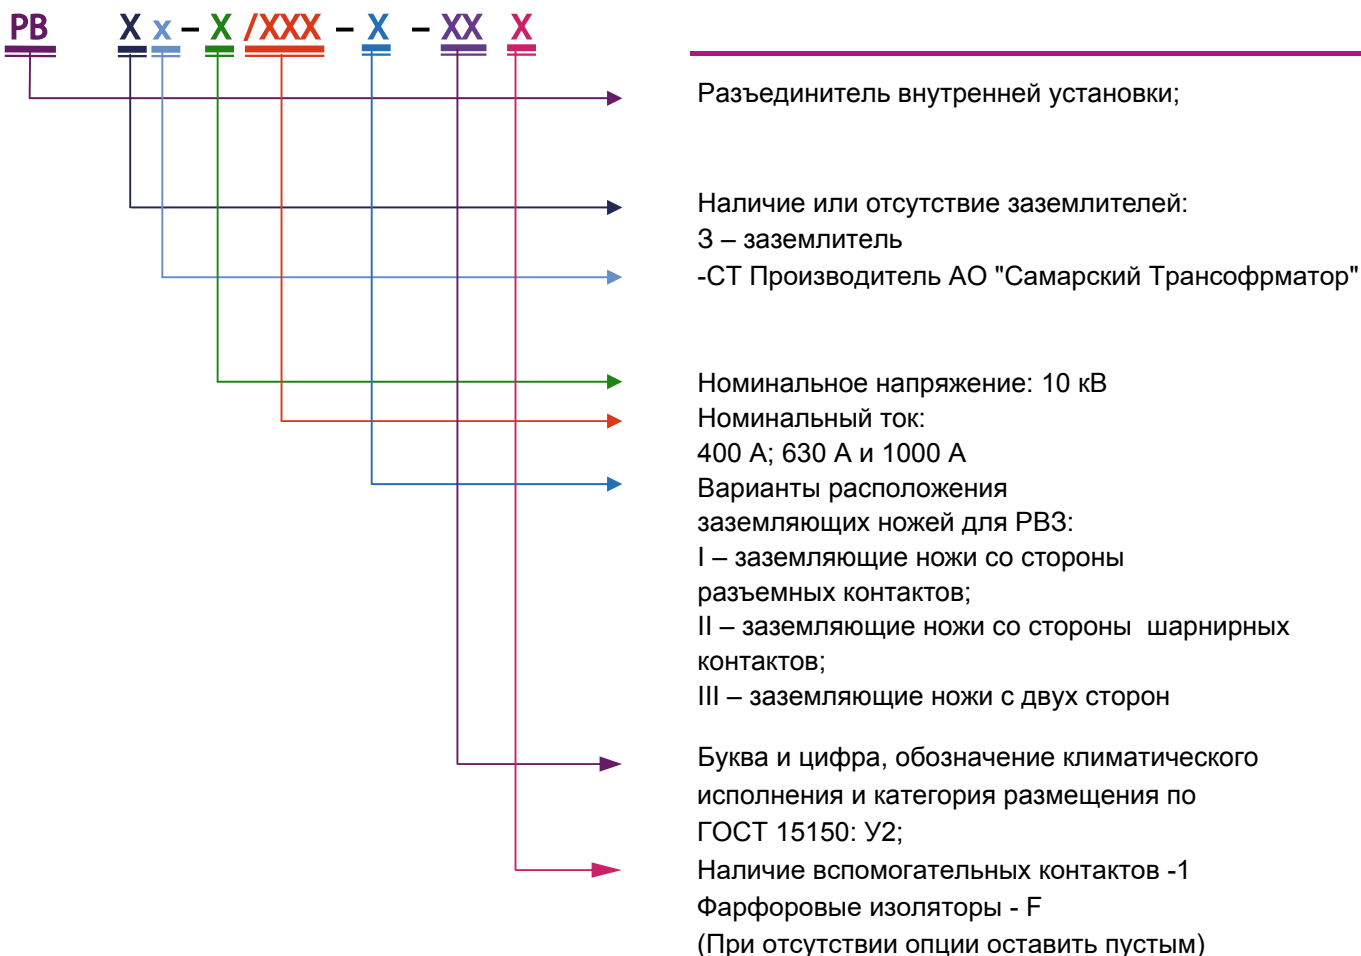 РВ Х х – Х /ХХХ – Х – ХХ Х
Разъединитель внутренней установки;
Наличие или отсутствие заземлителей:
З – заземлитель
-СТ Производитель АО "Самарский Трансофрматор"
Номинальное напряжение: 10 кВ
Номинальный ток:
400 А; 630 А и 1000 А
Варианты расположения
заземляющих ножей для РВЗ:
I – заземляющие ножи со стороны
разъемных контактов;
II – заземляющие ножи со стороны шарнирных
контактов;
III – заземляющие ножи с двух сторон
Буква и цифра, обозначение климатического
исполнения и категория размещения по
ГОСТ 15150: У2;
Наличие вспомогательных контактов -1
Фарфоровые изоляторы - F
(При отсутствии опции оставить пустым)